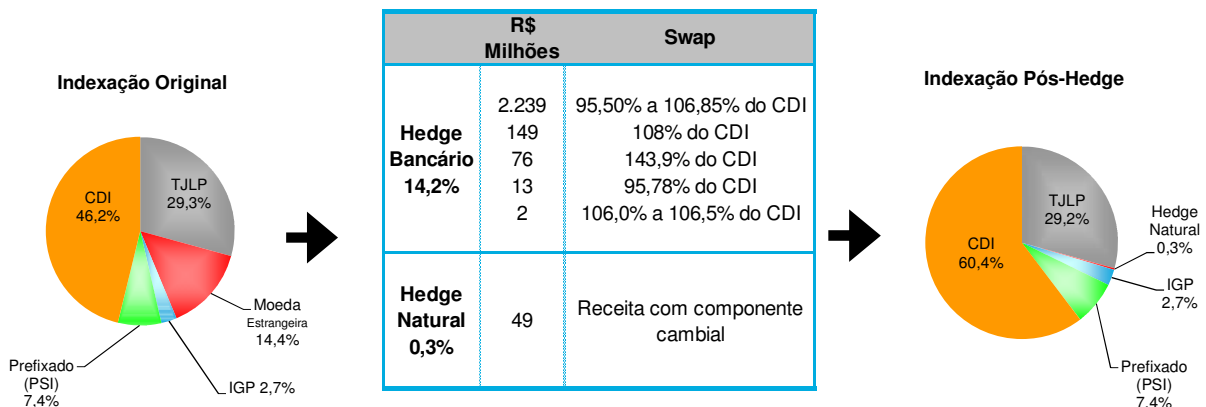 Indexação Original
CDI
46,2%
TJLP
29,3%
Moeda
Estrangeira
14,4%
IGP 2,7%
Prefixado
(PSI)
7,4%
R$
Milhões
Swap
Hedge
Bancário
14,2%
2.239 95,50% a 106,85% do CDI
149 108% do CDI
76 143,9% do CDI
13 95,78% do CDI
2 106,0% a 106,5% do CDI
Hedge
Natural
0,3%
49
Receita com componente
cambial
Indexação Pós-Hedge
CDI
60,4%
TJLP
29,2%
Hedge
Natural
0,3%
IGP
2,7%
Prefixado
(PSI)
7,4%